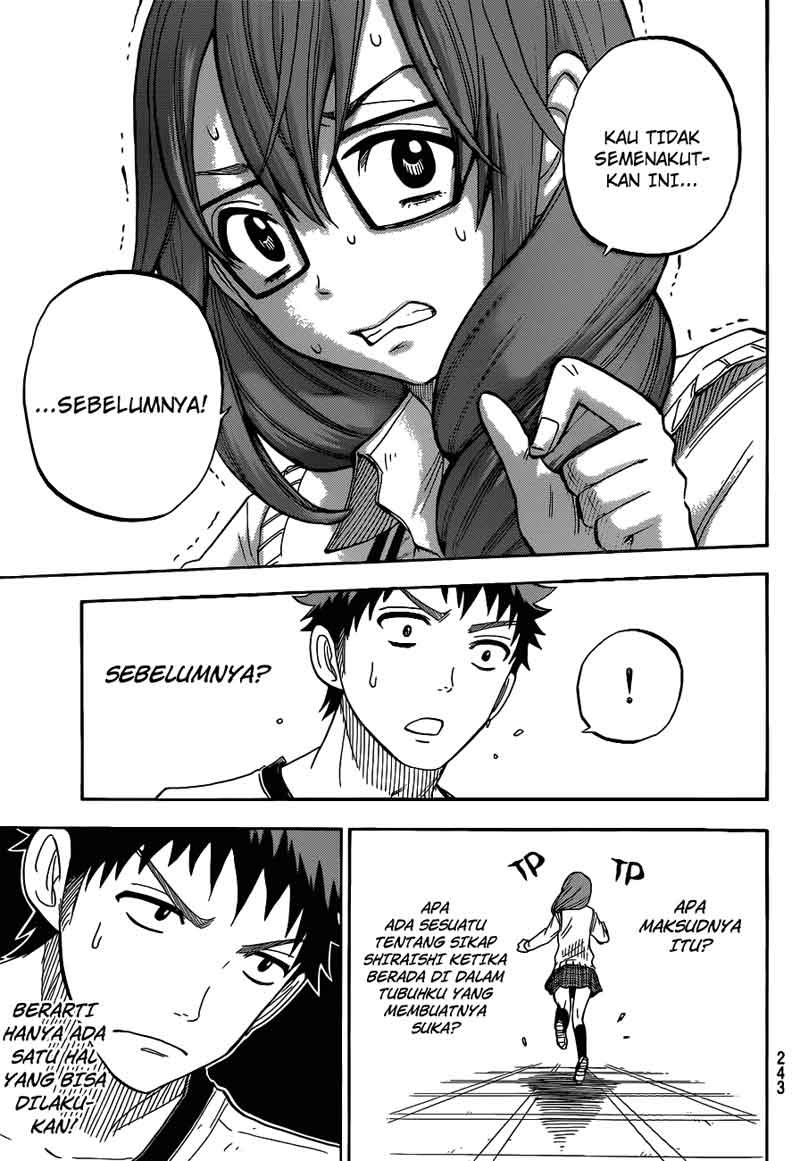 KAU TIDAK
SEMENAKUT-
KAN INI...
...SEBELUMNYA!
!
SEBELUMNYA?
TP
TP
APA
MAKSUDNYA
ITU?
APA
ADA SESUATU
TENTANG SIKAP
SHIRAISHI KETIKA
BERADA DI DALAM
TUBUHKU YANG
MEMBUATNYA
SUKA?
BERARTI
HANYA ADA
SATU HAL
YANG BISA
DILAKU-
KAN!
243